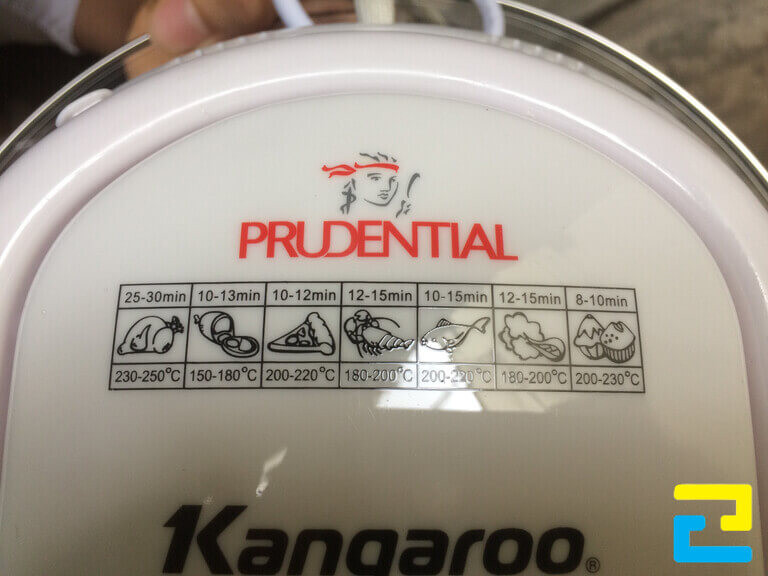 PRUDENTIAL
25-30min 10-13min 10-12min 12-15min 10-15min 12-15min 8-10min
230-250°C 150-180°C 200-220°C 180-200°C 200-220°C 180-200°C 200-230°C
Kangaroo®